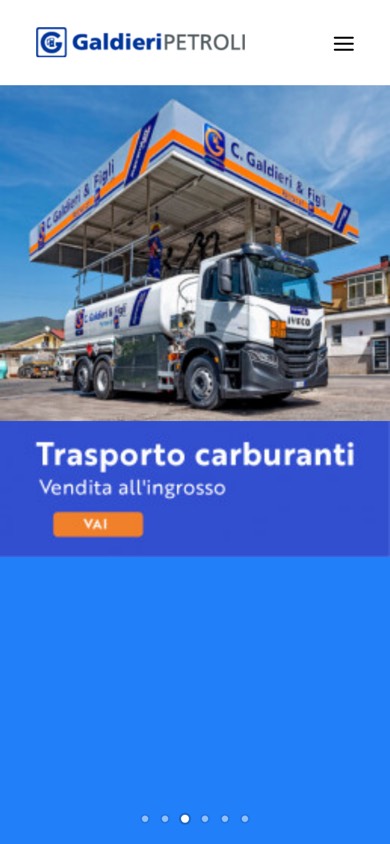 GaldieriPETROLI
C. Galdieri & Figli
C. Galdieri & Figli
C. Galdieri & Figli
IVECO
Trasporto carburanti
Vendita all'ingrosso
VAI